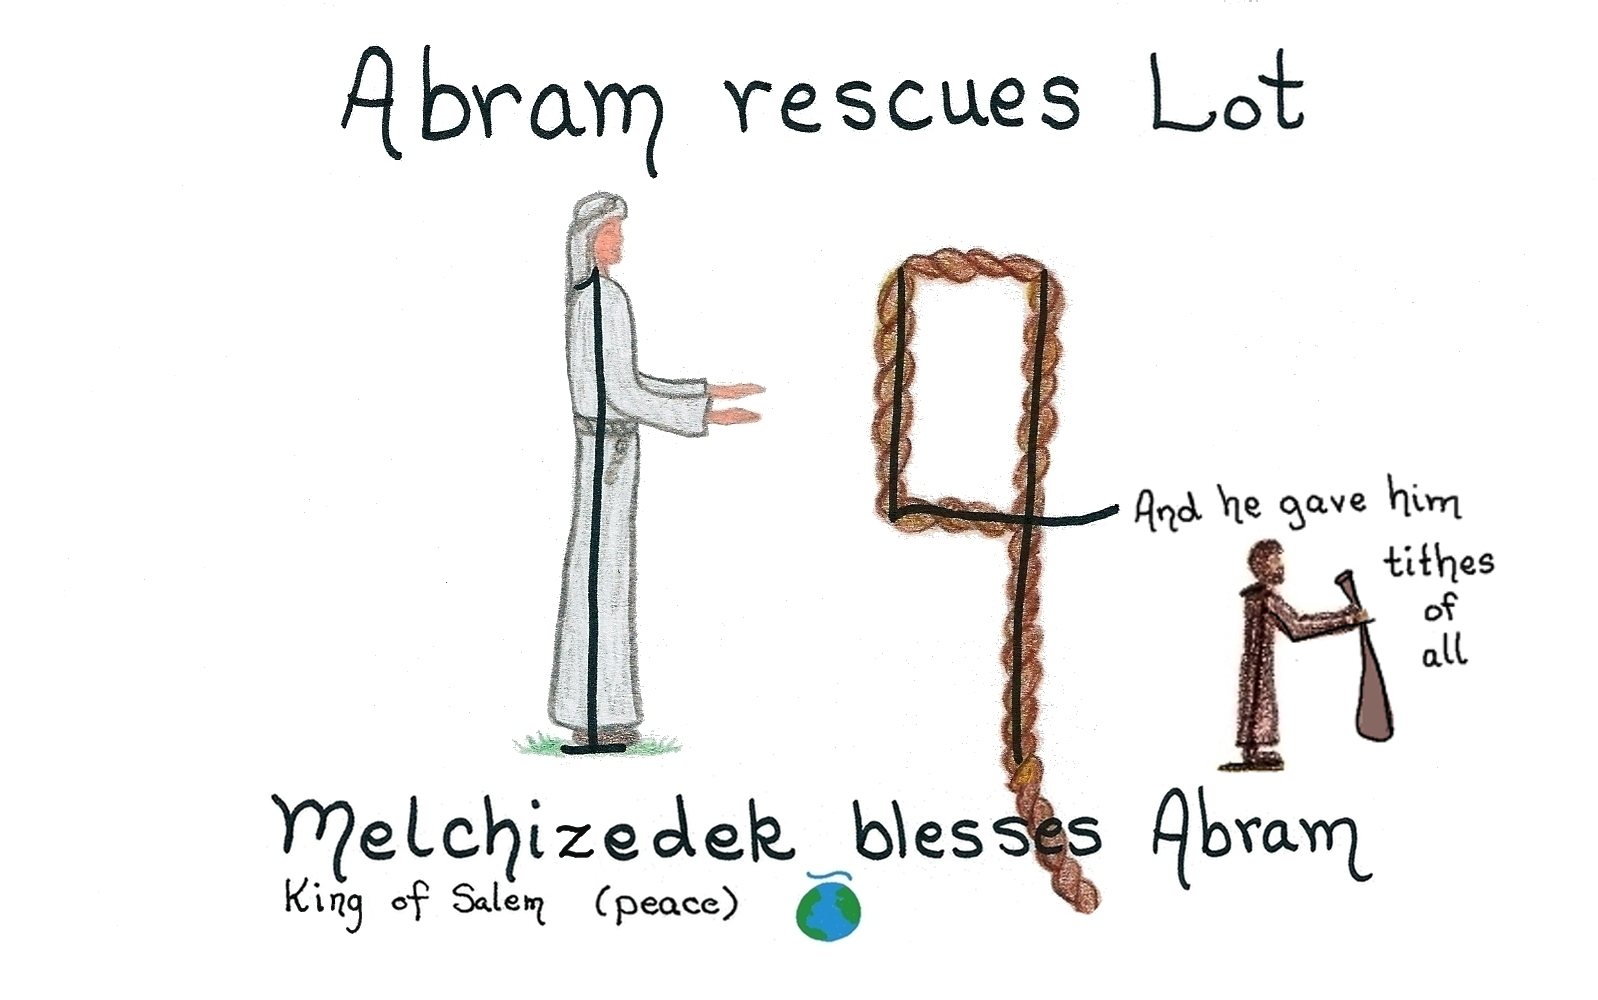 Abram rescues Lot
14
And he gave him
tithes
of
all
Melchizedek blesses Abram
King of Salem (peace)